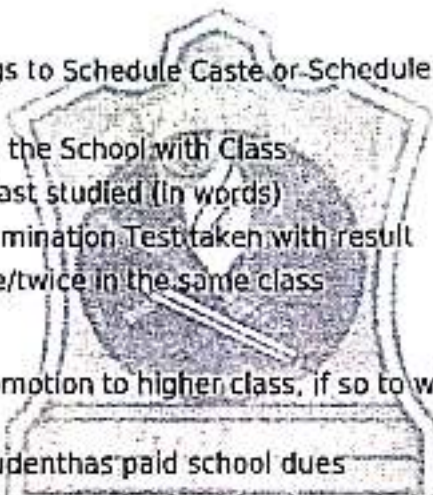 gs to Schedule Caste or Schedule
the School with Class
ast studied (In words)
mination Test taken with result
e/twice in the same class
motion to higher class, if so to w
udenthas paid school dues